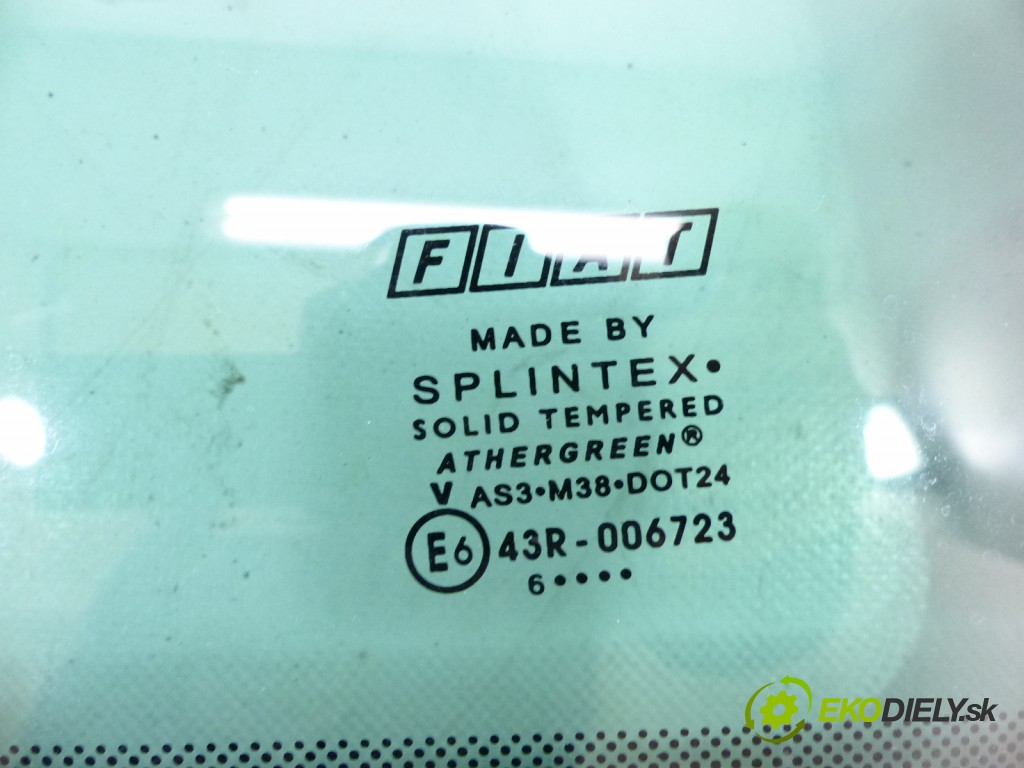 FIAT
MADE BY
SPLINTEX•
SOLID TEMPERED
ATHERGREEN®
V AS3•M38•DOT24
E6 43R-006723
6••••
EKODIELY.sk